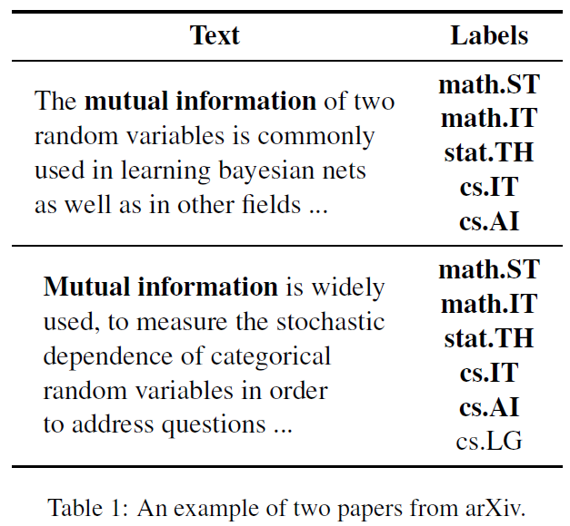 Text Labels
The mutual information of two
random variables is commonly
used in learning bayesian nets
as well as in other fields ...
math.ST
math.IT
stat.TH
cs.IT
cs.AI
Mutual information is widely
used, to measure the stochastic
dependence of categorical
random variables in order
to address questions ...
math.ST
math.IT
stat.TH
cs.IT
cs.AI
cs.LG
Table 1: An example of two papers from arXiv.